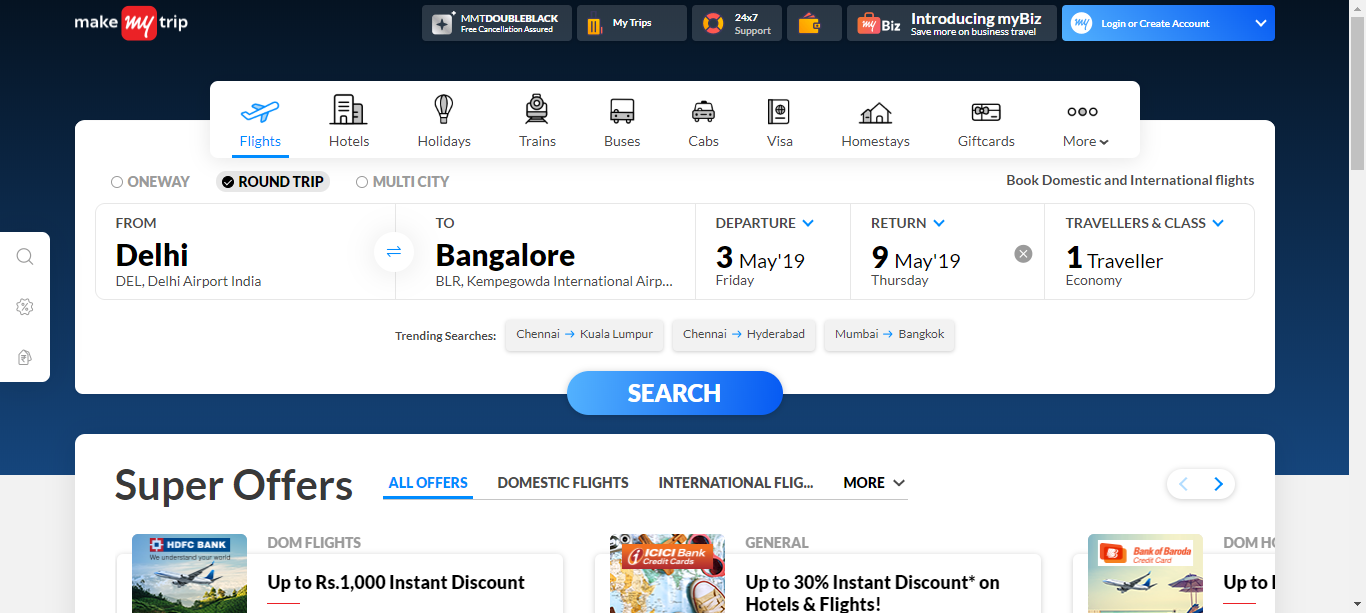 make my trip
MMTDOUBLEBLACK
Free Cancellation Assured
My Trips
24x7
Support
my Biz
Introducing myBiz
Save more on business travel
my
Login or Create Account
Flights
Hotels
Holidays
Trains
Buses
Cabs
Visa
Homestays
Giftcards
More
ONEWAY
ROUND TRIP
MULTI CITY
Book Domestic and International flights
FROM
Delhi
DEL, Delhi Airport India
TO
Bangalore
BLR, Kempegowda International Airp...
DEPARTURE
3 May'19
Friday
RETURN
9 May'19
Thursday
TRAVELLERS & CLASS
1 Traveller
Economy
Trending Searches:
Chennai → Kuala Lumpur
Chennai → Hyderabad
Mumbai → Bangkok
SEARCH
Super Offers
ALL OFFERS
DOMESTIC FLIGHTS
INTERNATIONAL FLIG...
MORE
HDFC BANK
We understand your world
DOM FLIGHTS
Up to Rs.1,000 Instant Discount
ICICI Bank
Credit Cards
GENERAL
Up to 30% Instant Discount* on
Hotels & Flights!
Bank of Baroda
Credit Card
DOM HO
Up to